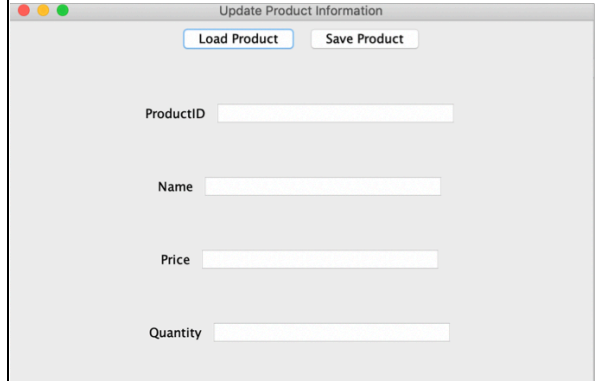 Update Product Information
Load Product Save Product
ProductID
Name
Price
Quantity